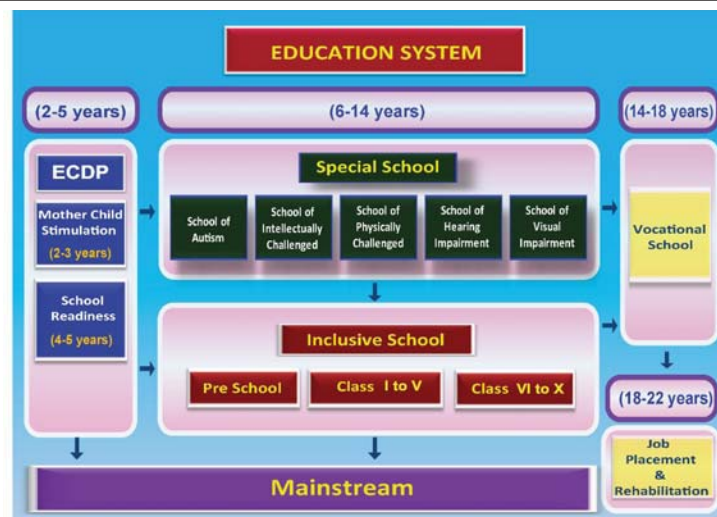 EDUCATION SYSTEM
(2-5 years)
(6-14 years)
(14-18 years)
ECDP
Mother Child
Stimulation
(2-3 years)
School
Readiness
(4-5 years)
Special School
School of
Autism
School of
Intellectually
Challenged
School of
Physically
Challenged
School of
Hearing
Impairment
School of
Visual
Impairment
Inclusive School
Pre School
Class I to V
Class VI to X
Vocational
School
(18-22 years)
Job
Placement
&
Rehabilitation
Mainstream